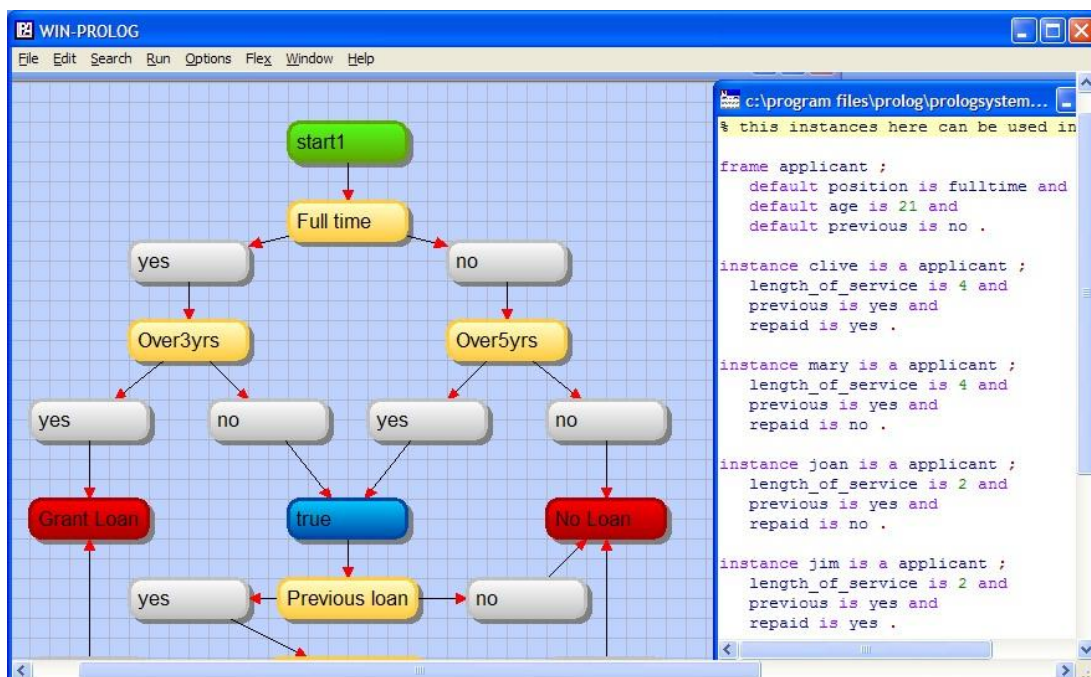 WIN-PROLOG
File Edit Search Run Options Flex Window Help
start1
Full time
yes
no
Over3yrs
Over5yrs
yes
no
yes
no
Grant Loan
true
No Loan
yes
Previous loan
no
c:\program files\prolog\prologsystem...
% this instances here can be used in
frame applicant ;
default position is fulltime and
default age is 21 and
default previous is no .
instance clive is a applicant ;
length_of_service is 4 and
previous is yes and
repaid is yes .
instance mary is a applicant ;
length_of_service is 4 and
previous is yes and
repaid is no .
instance joan is a applicant ;
length_of_service is 2 and
previous is yes and
repaid is no .
instance jim is a applicant ;
length_of_service is 2 and
previous is yes and
repaid is yes .